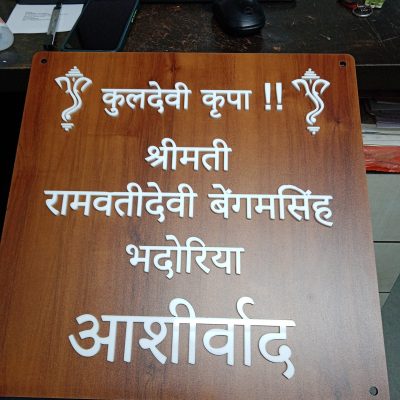 कुलदेवी कृपा !!
श्रीमती
रामवतीदेवी बेंगमसिंह
भदोरिया
आशीर्वाद